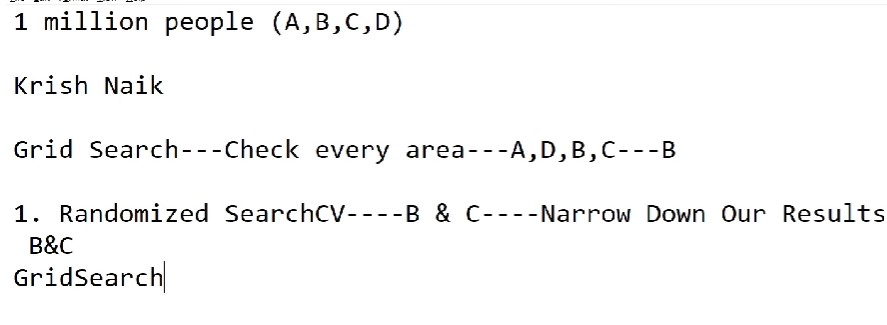 1 million people (A,B,C,D)
Krish Naik
Grid Search---Check every area---A,D,B,C---B
1. Randomized SearchCV----B & C----Narrow Down Our Results
B&C
GridSearch